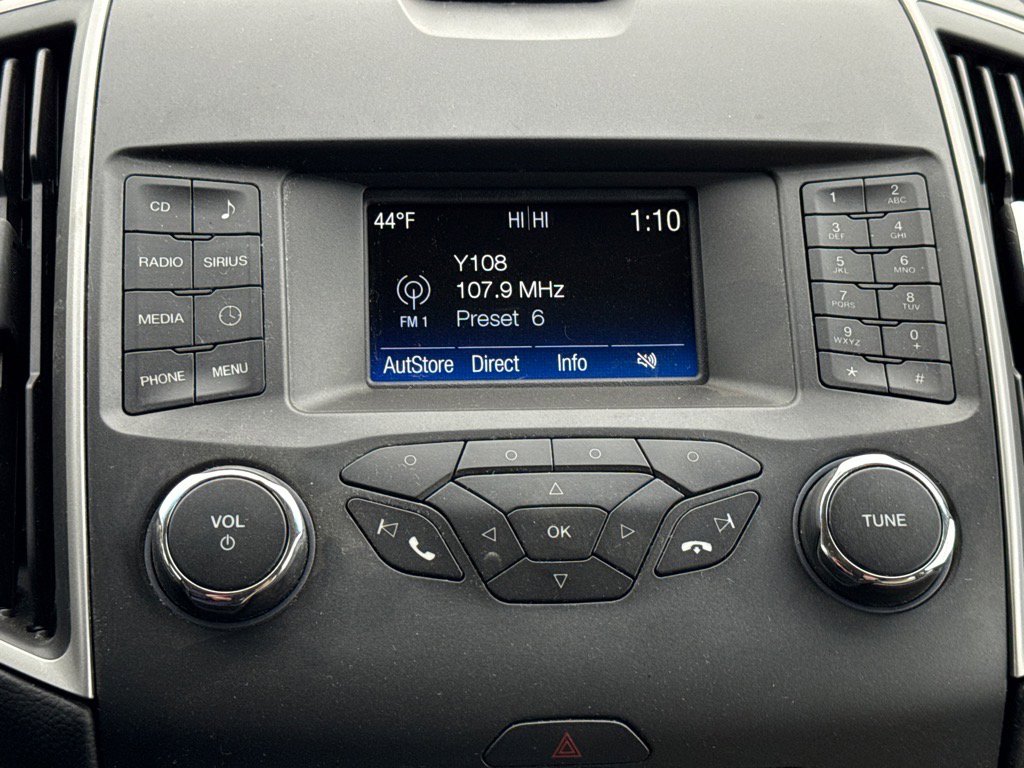 44°F HI HI 1:10
Y108
107.9 MHz
FM 1 Preset 6
AutStore Direct Info
CD
RADIO SIRIUS
MEDIA
PHONE MENU
1 2 ABC
3 DEF 4 GHI
5 JKL 6 MNO
7 PQRS 8 TUV
9 WXYZ 0 +
* #
VOL
OK
TUNE